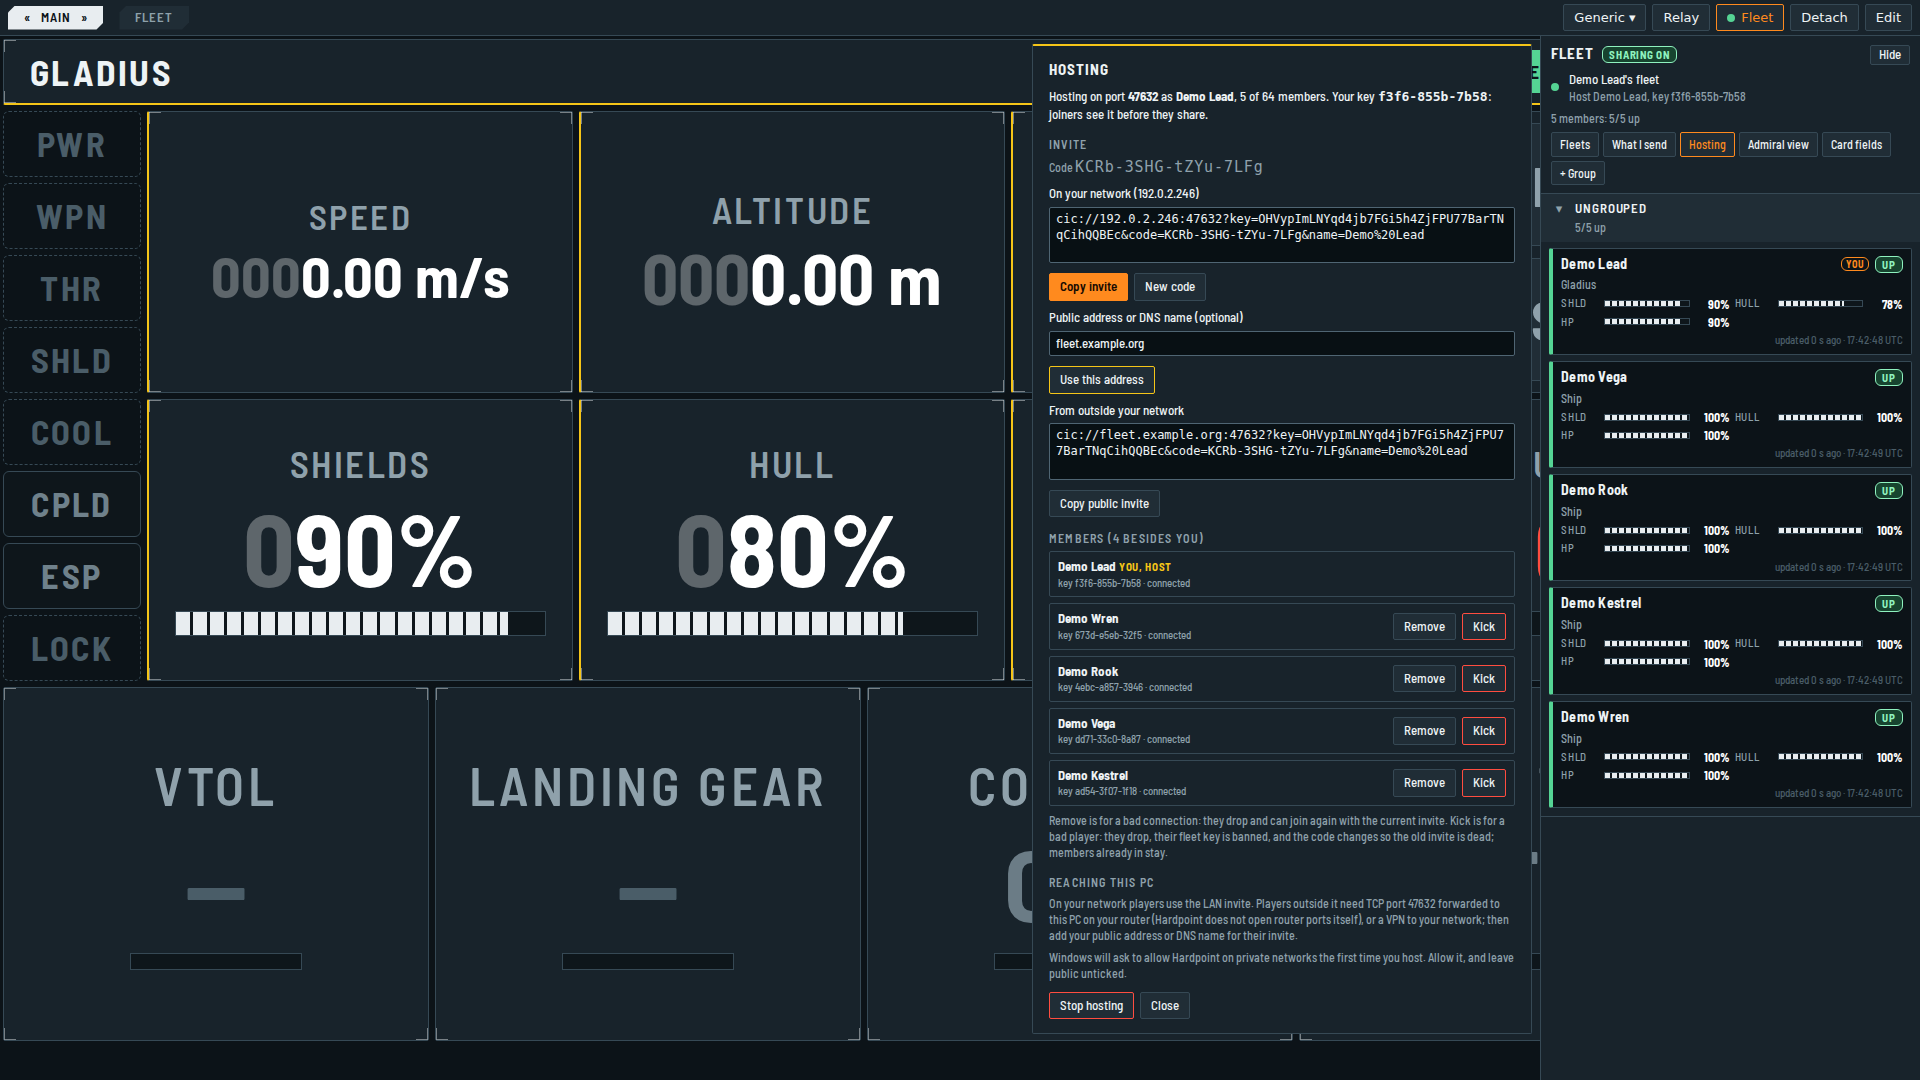 « MAIN »
FLEET
Generic ▾
Relay
Fleet
Detach
Edit
GLADIUS
PWR
WPN
THR
SHLD
COOL
CPLD
ESP
LOCK
SPEED
0000.00 m/s
ALTITUDE
0000.00 m
SHIELDS
090%
HULL
080%
VTOL
LANDING GEAR
HOSTING
Hosting on port 47632 as Demo Lead, 5 of 64 members. Your key f3f6-855b-7b58:
joiners see it before they share.
INVITE
Code KCRb-3SHG-tZYu-7LFg
On your network (192.0.2.246)
cic://192.0.2.246:47632?key=OHVypImLNYqd4jb7FGi5h4ZjFPU77BarTN
qCihQQBEc&code=KCRb-3SHG-tZYu-7LFg&name=Demo%20Lead
Copy invite
New code
Public address or DNS name (optional)
fleet.example.org
Use this address
From outside your network
cic://fleet.example.org:47632?key=OHVypImLNYqd4jb7FGi5h4ZjFPU7
7BarTNqCihQQBEc&code=KCRb-3SHG-tZYu-7LFg&name=Demo%20Lead
Copy public invite
MEMBERS (4 BESIDES YOU)
Demo Lead YOU, HOST
key f3f6-855b-7b58 · connected
Demo Wren
key 673d-e5eb-32f5 · connected
Remove
Kick
Demo Rook
key 4ebc-a857-3946 · connected
Remove
Kick
Demo Vega
key dd71-33c0-8a87 · connected
Remove
Kick
Demo Kestrel
key ad54-3f07-1f18 · connected
Remove
Kick
Remove is for a bad connection: they drop and can join again with the current invite. Kick is for a
bad player: they drop, their fleet key is banned, and the code changes so the old invite is dead;
members already in stay.
REACHING THIS PC
On your network players use the LAN invite. Players outside it need TCP port 47632 forwarded to
this PC on your router (Hardpoint does not open router ports itself), or a VPN to your network; then
add your public address or DNS name for their invite.
Windows will ask to allow Hardpoint on private networks the first time you host. Allow it, and leave
public unticked.
Stop hosting
Close
FLEET
SHARING ON
Hide
Demo Lead's fleet
Host Demo Lead, key f3f6-855b-7b58
5 members: 5/5 up
Fleets
What I send
Hosting
Admiral view
Card fields
+ Group
▾ UNGROUPED
5/5 up
Demo Lead YOU UP
Gladius
SHLD 90% HULL 78%
HP 90%
updated 0 s ago · 17:42:48 UTC
Demo Vega UP
Ship
SHLD 100% HULL 100%
HP 100%
updated 0 s ago · 17:42:49 UTC
Demo Rook UP
Ship
SHLD 100% HULL 100%
HP 100%
updated 0 s ago · 17:42:49 UTC
Demo Kestrel UP
Ship
SHLD 100% HULL 100%
HP 100%
updated 0 s ago · 17:42:49 UTC
Demo Wren UP
Ship
SHLD 100% HULL 100%
HP 100%
updated 0 s ago · 17:42:48 UTC